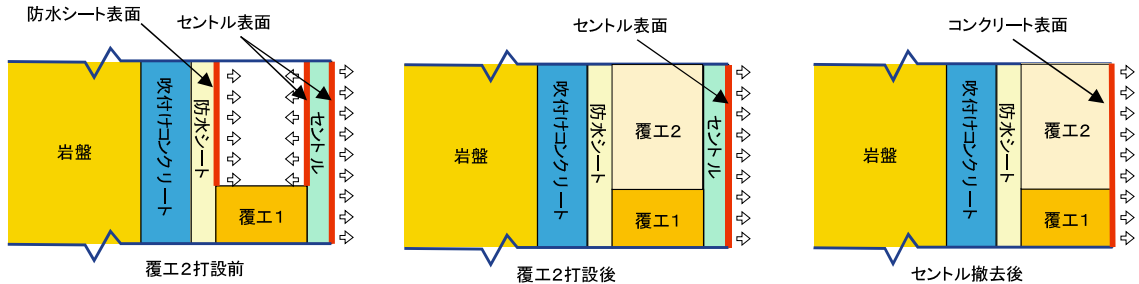 防水シート表面
セントル表面
岩盤
吹付けコンクリート
防水シート
セントル
覆工1
覆工2打設前
セントル表面
岩盤
吹付けコンクリート
防水シート
覆工2
セントル
覆工1
覆工2打設後
コンクリート表面
岩盤
吹付けコンクリート
防水シート
覆工2
覆工1
セントル撤去後